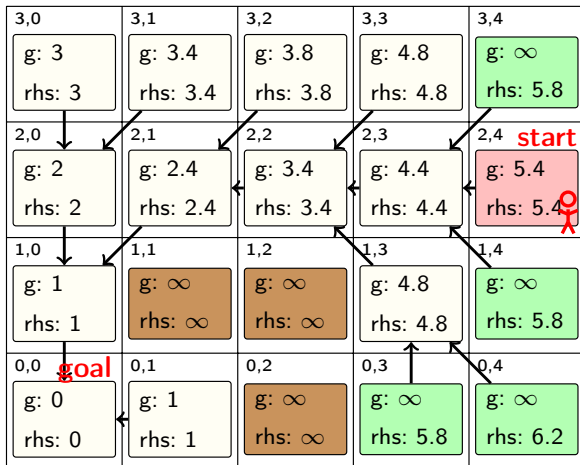 3,0 3,1 3,2 3,3 3,4
g: 3 g: 3.4 g: 3.8 g: 4.8 g: ∞
rhs: 3 rhs: 3.4 rhs: 3.8 rhs: 4.8 rhs: 5.8
2,0 2,1 2,2 2,3 2,4
start
g: 2 g: 2.4 g: 3.4 g: 4.4 g: 5.4
rhs: 2 rhs: 2.4 rhs: 3.4 rhs: 4.4 rhs: 5.4
1,0 1,1 1,2 1,3 1,4
g: 1 g: ∞ g: ∞ g: 4.8 g: ∞
rhs: 1 rhs: ∞ rhs: ∞ rhs: 4.8 rhs: 5.8
0,0 0,1 0,2 0,3 0,4
goal
g: 0 g: 1 g: ∞ g: ∞ g: ∞
rhs: 0 rhs: 1 rhs: ∞ rhs: 5.8 rhs: 6.2